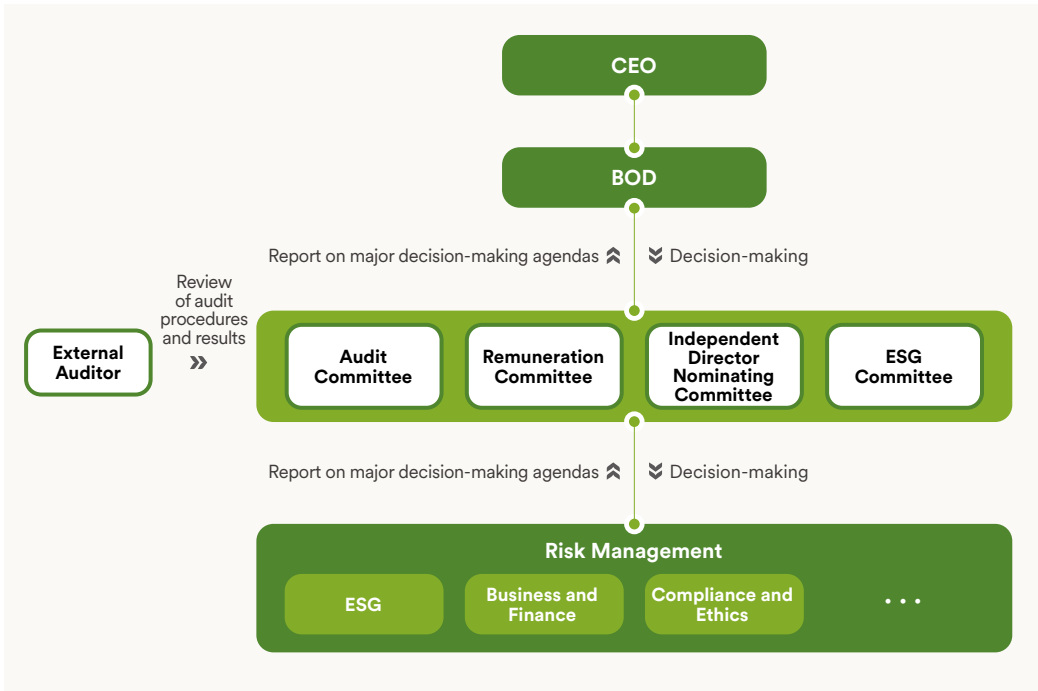 CEO
BOD
Report on major decision-making agendas
Decision-making
Review
of audit
procedures
and results
External
Auditor
Audit
Committee
Remuneration
Committee
Independent
Director
Nominating
Committee
ESG
Committee
Report on major decision-making agendas
Decision-making
Risk Management
ESG
Business and
Finance
Compliance and
Ethics
...